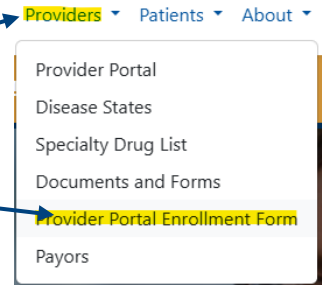 Providers Patients About
Provider Portal
Disease States
Specialty Drug List
Documents and Forms
Provider Portal Enrollment Form
Payors